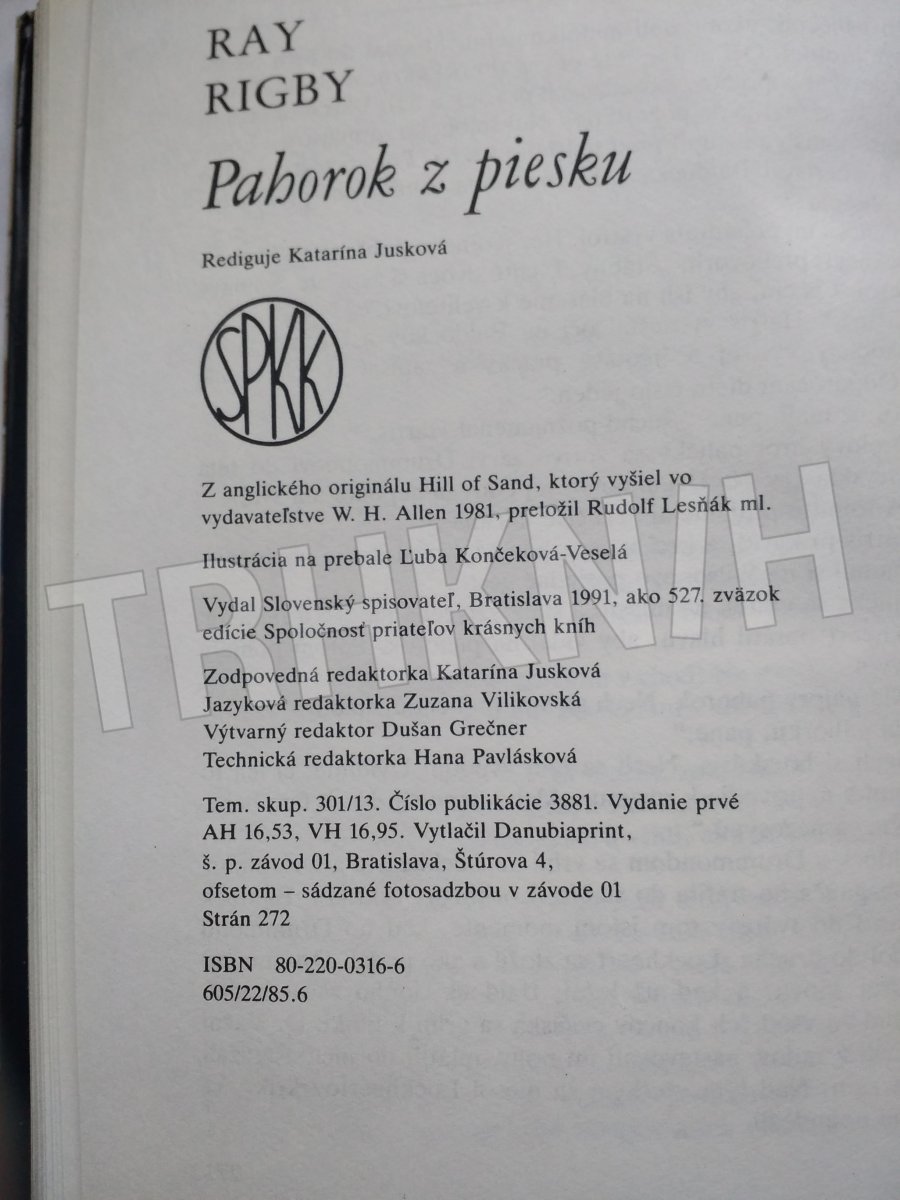 RAY
RIGBY
Pahorok z piesku
Rediguje Katarína Jusková
SPKK
Z anglického originálu Hill of Sand, ktorý vyšiel vo
vydavateľstve W. H. Allen 1981, preložil Rudolf Lesňák ml.
Ilustrácia na prebale Ľuba Končeková-Veselá
TRHKNÍH
Vydal Slovenský spisovateľ, Bratislava 1991, ako 527. zväzok
edície Spoločnosť priateľov krásnych kníh
Zodpovedná redaktorka Katarína Jusková
Jazyková redaktorka Zuzana Vilikovská
Výtvarný redaktor Dušan Grečner
Technická redaktorka Hana Pavlásková
Tem. skup. 301/13. Číslo publikácie 3881. Vydanie prvé
AH 16,53, VH 16,95. Vytlačil Danubiaprint,
š. p. závod 01, Bratislava, Štúrova 4,
ofsetom – sádzané fotosadzbou v závode 01
Strán 272
ISBN 80-220-0316-6
605/22/85.6